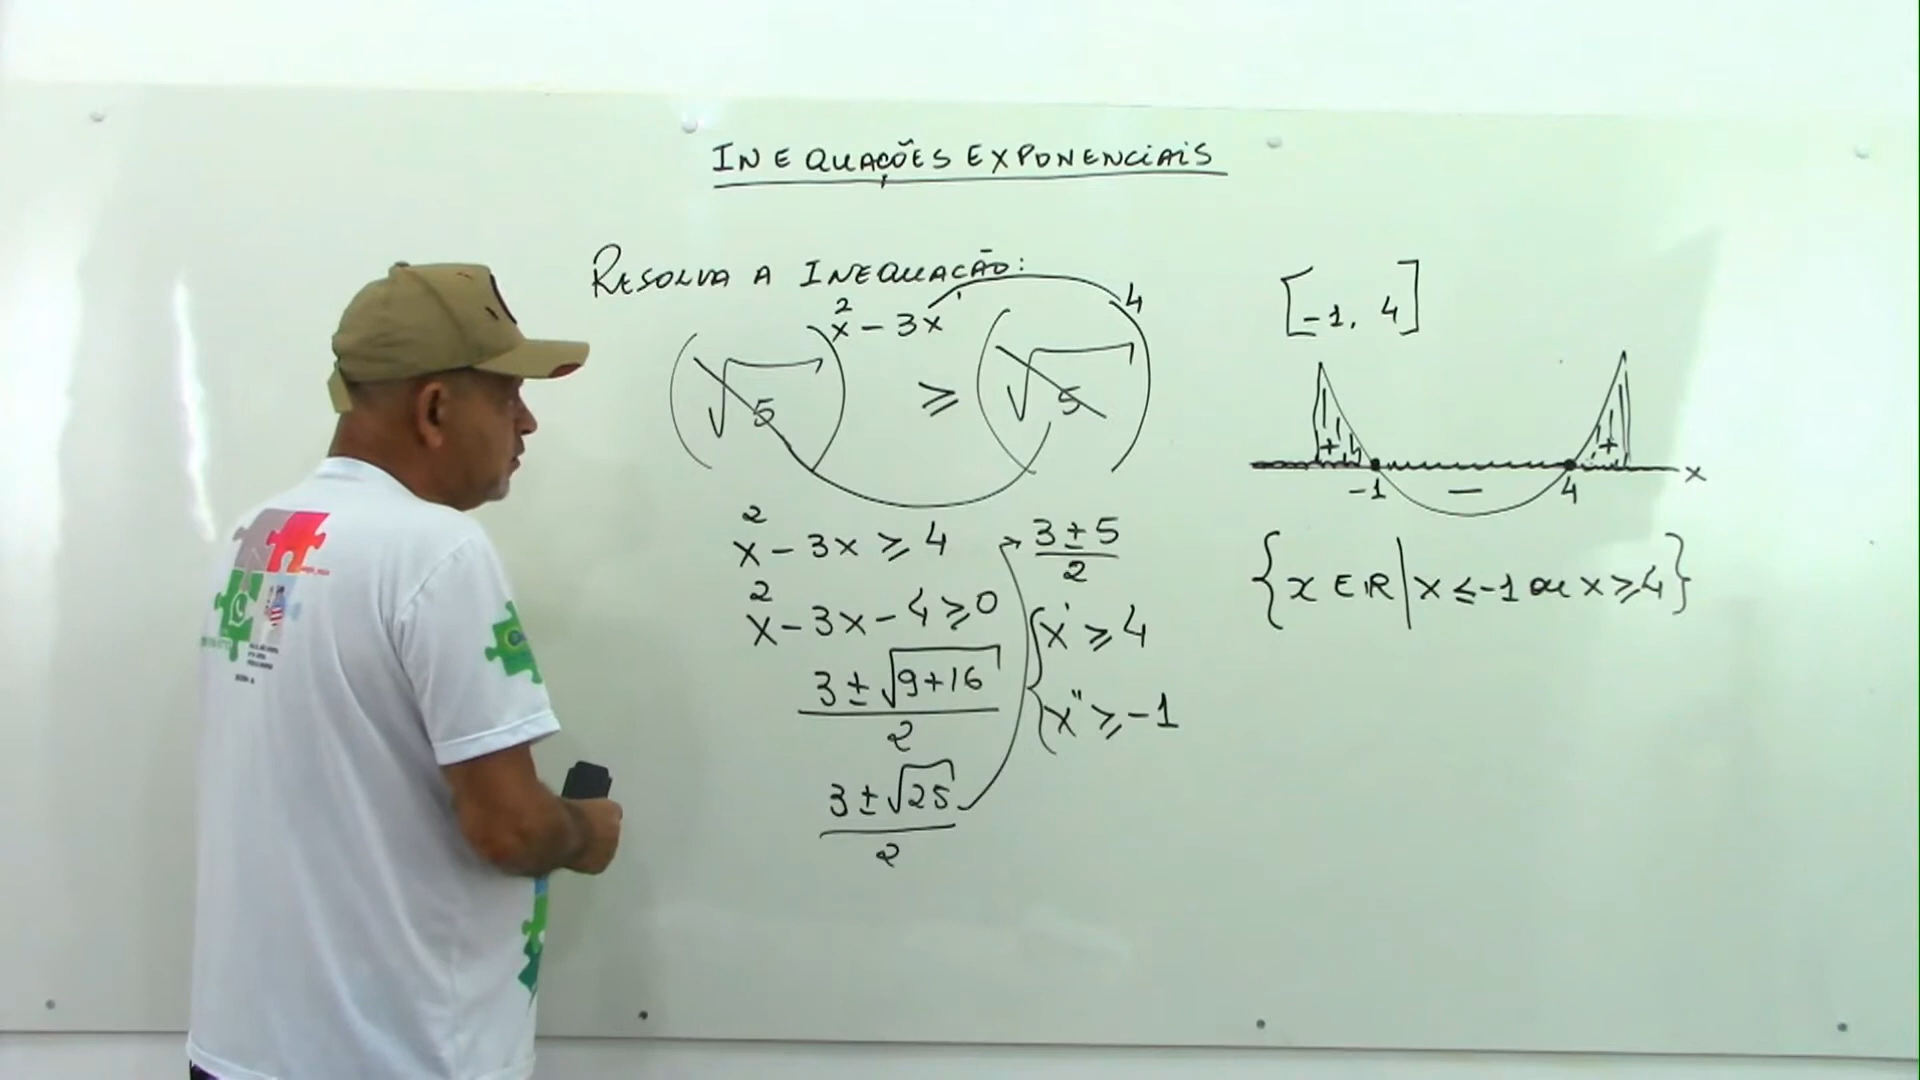 INEQUAÇÕES EXPONENCIAIS
RESOLVA A INEQUAÇÃO:
(√5)^(x² - 3x) ≥ (√5)^4
x² - 3x ≥ 4
x² - 3x - 4 ≥ 0
(3 ± √(9+16))/2
(3 ± √25)/2
(3 ± 5)/2
x' ≥ 4
x'' ≥ -1
[-1, 4]
+ - +
-1 4 x
{x ∈ R | x ≤ -1 ou x ≥ 4}